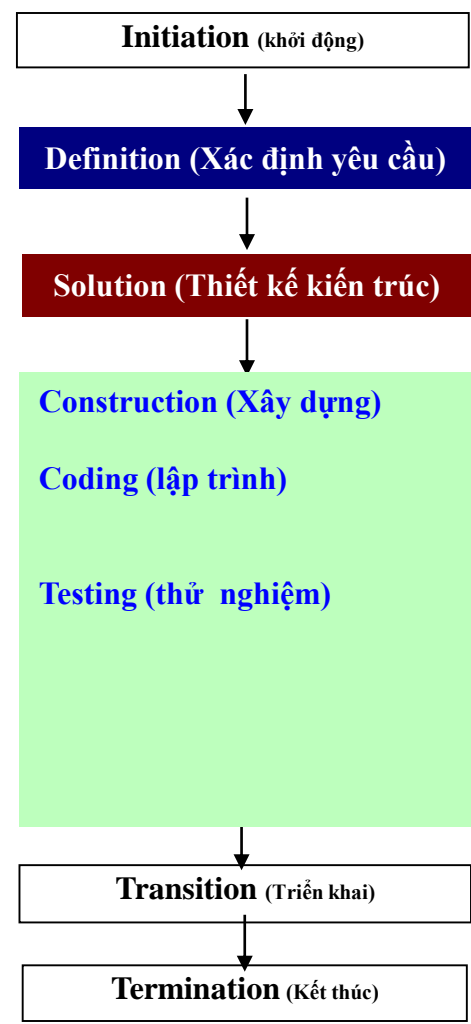 Initiation (khởi động)
Definition (Xác định yêu cầu)
Solution (Thiết kế kiến trúc)
Construction (Xây dựng)
Coding (lập trình)
Testing (thử nghiệm)
Transition (Triển khai)
Termination (Kết thúc)